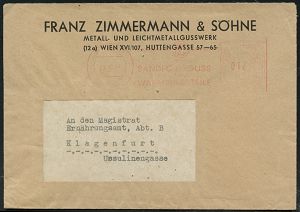 FRANZ ZIMMERMANN & SÖHNE
METALL- UND LEICHTMETALLGUSSWERK
(12a) WIEN XVI/107, HUTTENGASSE 57—65
An den Magistrat
Ernährungsamt, Abt. B
Klagenfurt
Ursulinengasse